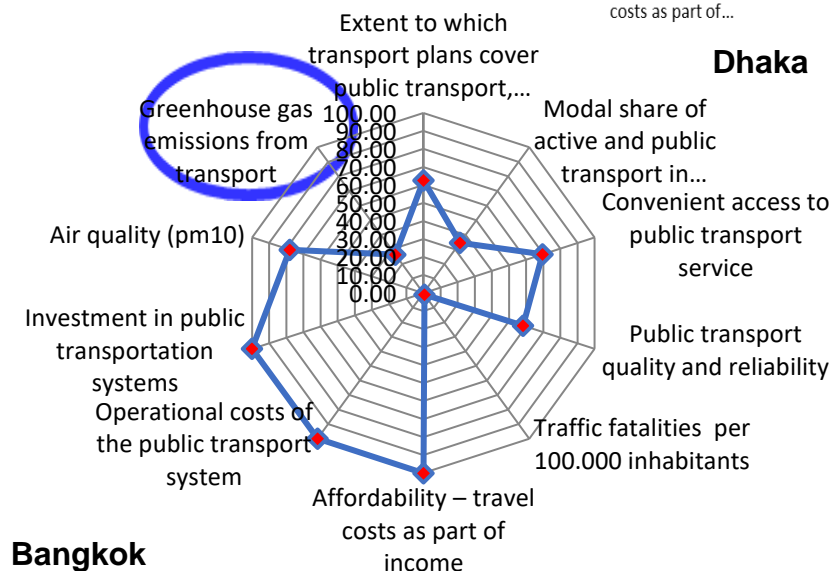 costs as part of...
Dhaka
Extent to which
transport plans cover
public transport,...
Greenhouse gas
emissions from
transport
100.00
90.00
80.00
70.00
60.00
50.00
40.00
30.00
20.00
10.00
0.00
Modal share of
active and public
transport in...
Convenient access to
public transport
service
Air quality (pm10)
Investment in public
transportation
systems
Public transport
quality and reliability
Operational costs of
the public transport
system
Traffic fatalities per
100.000 inhabitants
Affordability – travel
costs as part of
income
Bangkok